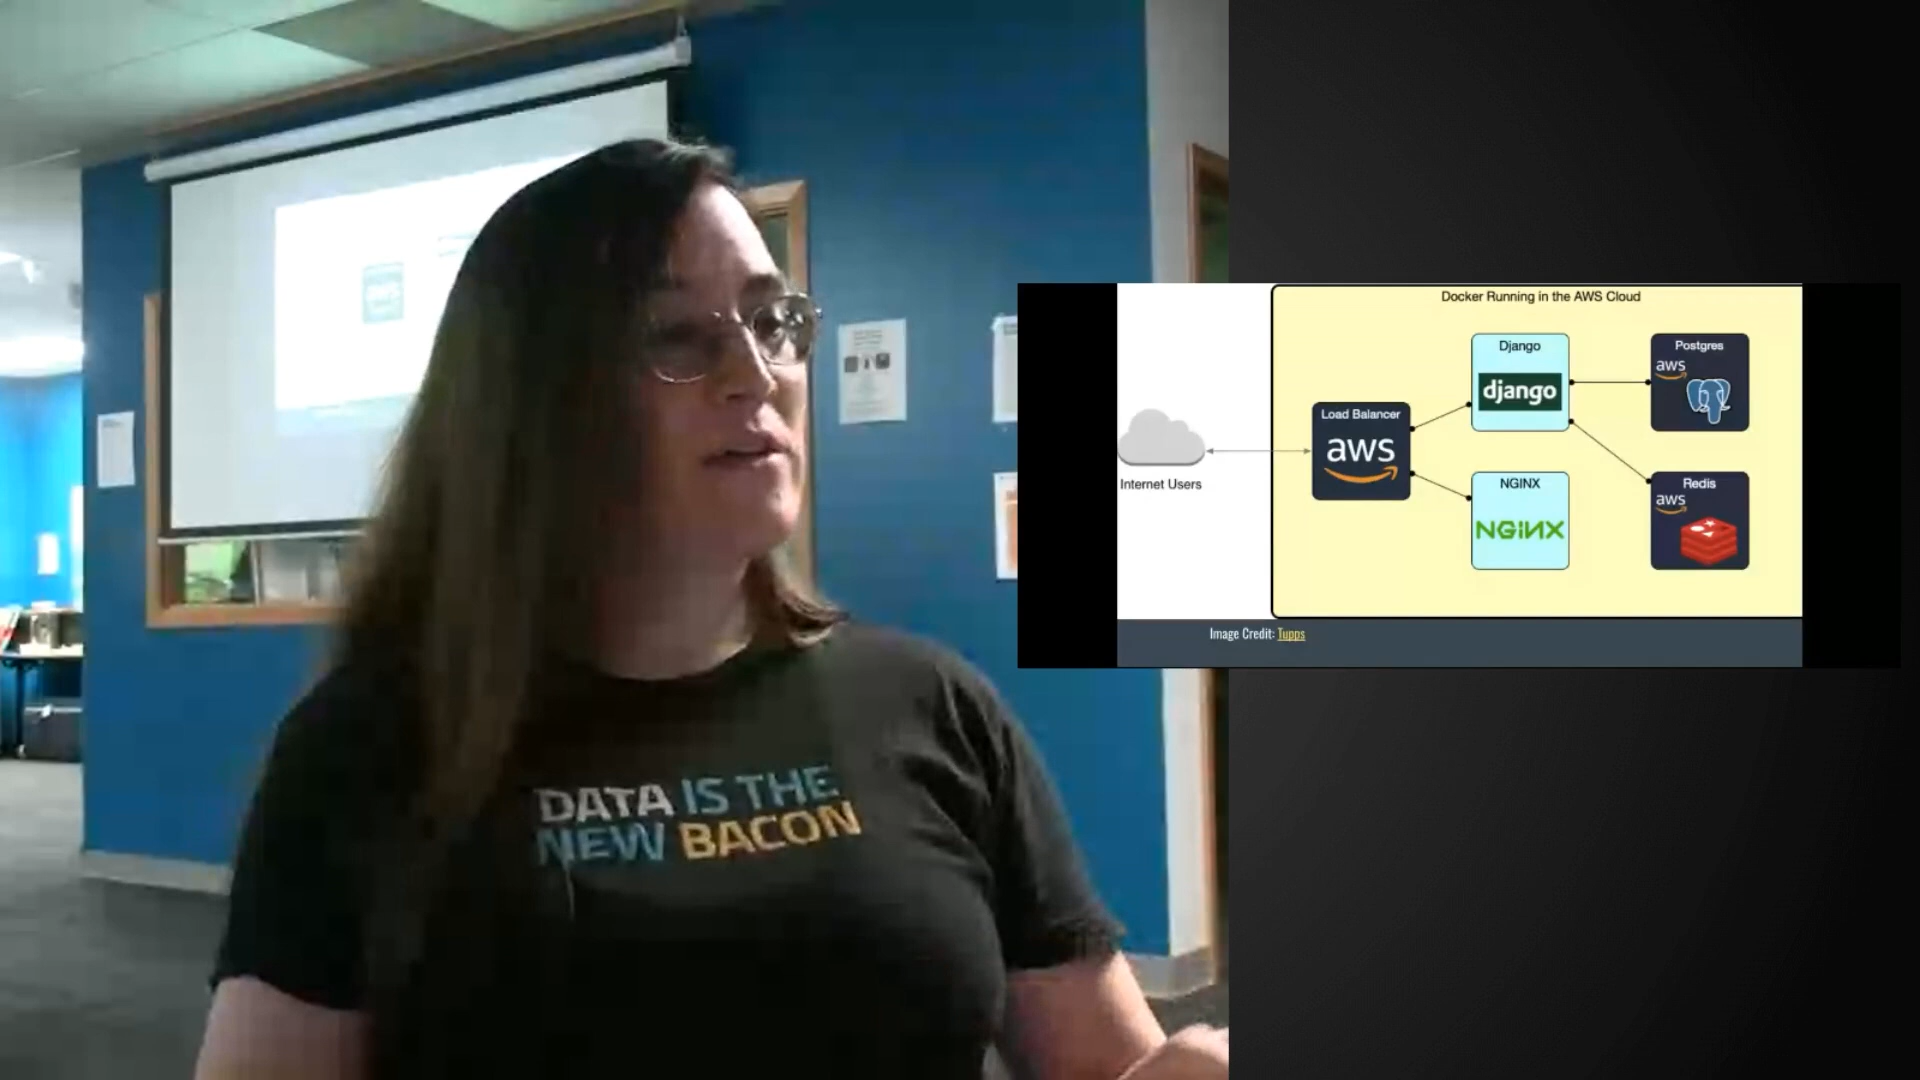 DATA IS THE
NEW BACON
Docker Running in the AWS Cloud
Internet Users
Load Balancer
aws
Django
django
NGINX
NGINX
Postgres
aws
Redis
aws
Image Credit: Tupps